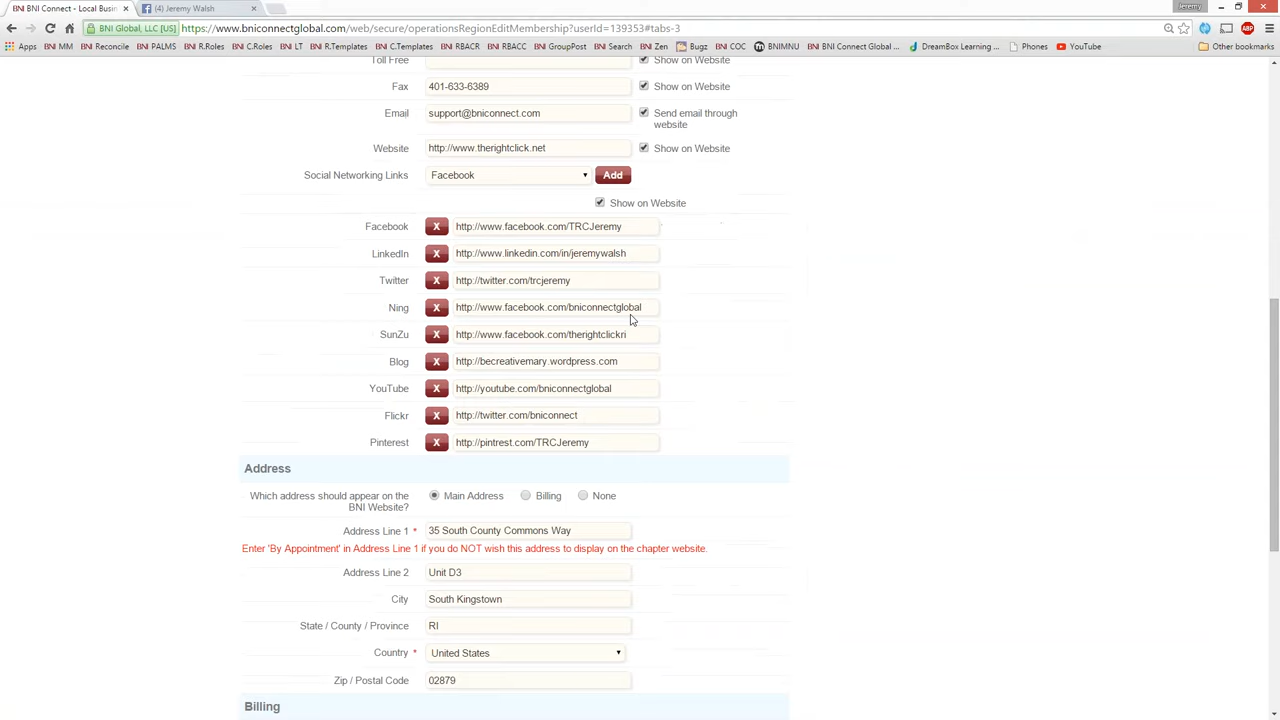 BNI BNI Connect - Local Busin
(4) Jeremy Walsh
Jeremy
BNI Global, LLC [US] https://www.bniconnectglobal.com/web/secure/operationsRegionEditMembership?userId=139353#tabs-3
Apps BNI MM BNI Reconcile BNI PALMS BNI R.Roles BNI C.Roles BNI LT BNI R.Templates BNI C.Templates BNI RBACR BNI RBACC BNI GroupPost BNI Search BNI Zen BNI Bugz BNI COC BNIMNU BNI BNI Connect Global ... DreamBox Learning ... Phones YouTube Other bookmarks
Toll Free Show on Website
Fax 401-633-6389 Show on Website
Email support@bniconnect.com Send email through
website
Website http://www.therightclick.net Show on Website
Social Networking Links Facebook Add
Show on Website
Facebook X http://www.facebook.com/TRCJeremy
LinkedIn X http://www.linkedin.com/in/jeremywalsh
Twitter X http://twitter.com/trcjeremy
Ning X http://www.facebook.com/bniconnectglobal
SunZu X http://www.facebook.com/therightclickri
Blog X http://becreativemary.wordpress.com
YouTube X http://youtube.com/bniconnectglobal
Flickr X http://twitter.com/bniconnect
Pinterest X http://pintrest.com/TRCJeremy
Address
Which address should appear on the Main Address Billing None
BNI Website?
Address Line 1 * 35 South County Commons Way
Enter 'By Appointment' in Address Line 1 if you do NOT wish this address to display on the chapter website.
Address Line 2 Unit D3
City South Kingstown
State / County / Province RI
Country * United States
Zip / Postal Code 02879
Billing